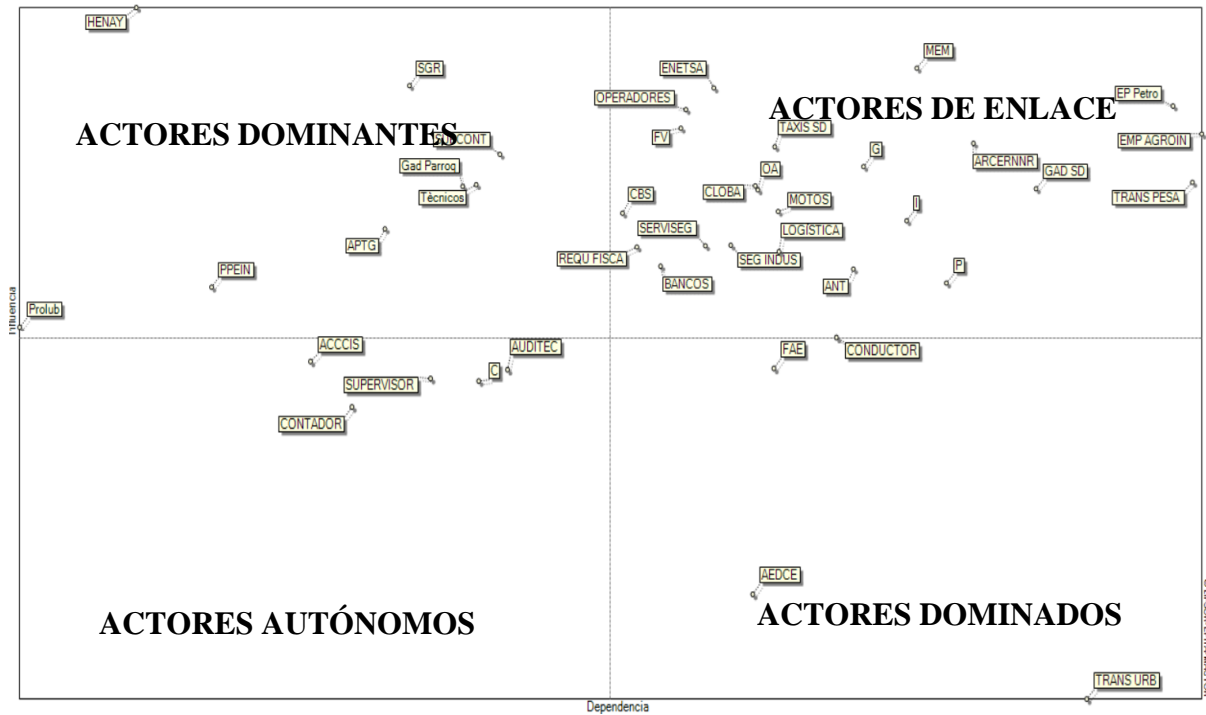 HENAY
MEM
SGR
ENETSA
EP Petro
OPERADORES
ACTORES DE ENLACE
ACTORES DOMINANTES
TAXIS SD
FV
EMP AGROIN
G
ARCERNNR
Gad Parroq
OA
GAD SD
CLOBA
Tècnicos
CBS
MOTOS
TRANS PESA
I
SERVISEG
LOGÍSTICA
APTG
REQU FISCA
SEG INDUS
PPEIN
P
BANCOS
ANT
Prolub
Influencia
ACCCIS
AUDITEC
FAE
CONDUCTOR
C
SUPERVISOR
CONTADOR
AEDCE
ACTORES DOMINADOS
ACTORES AUTÓNOMOS
TRANS URB
Dependencia